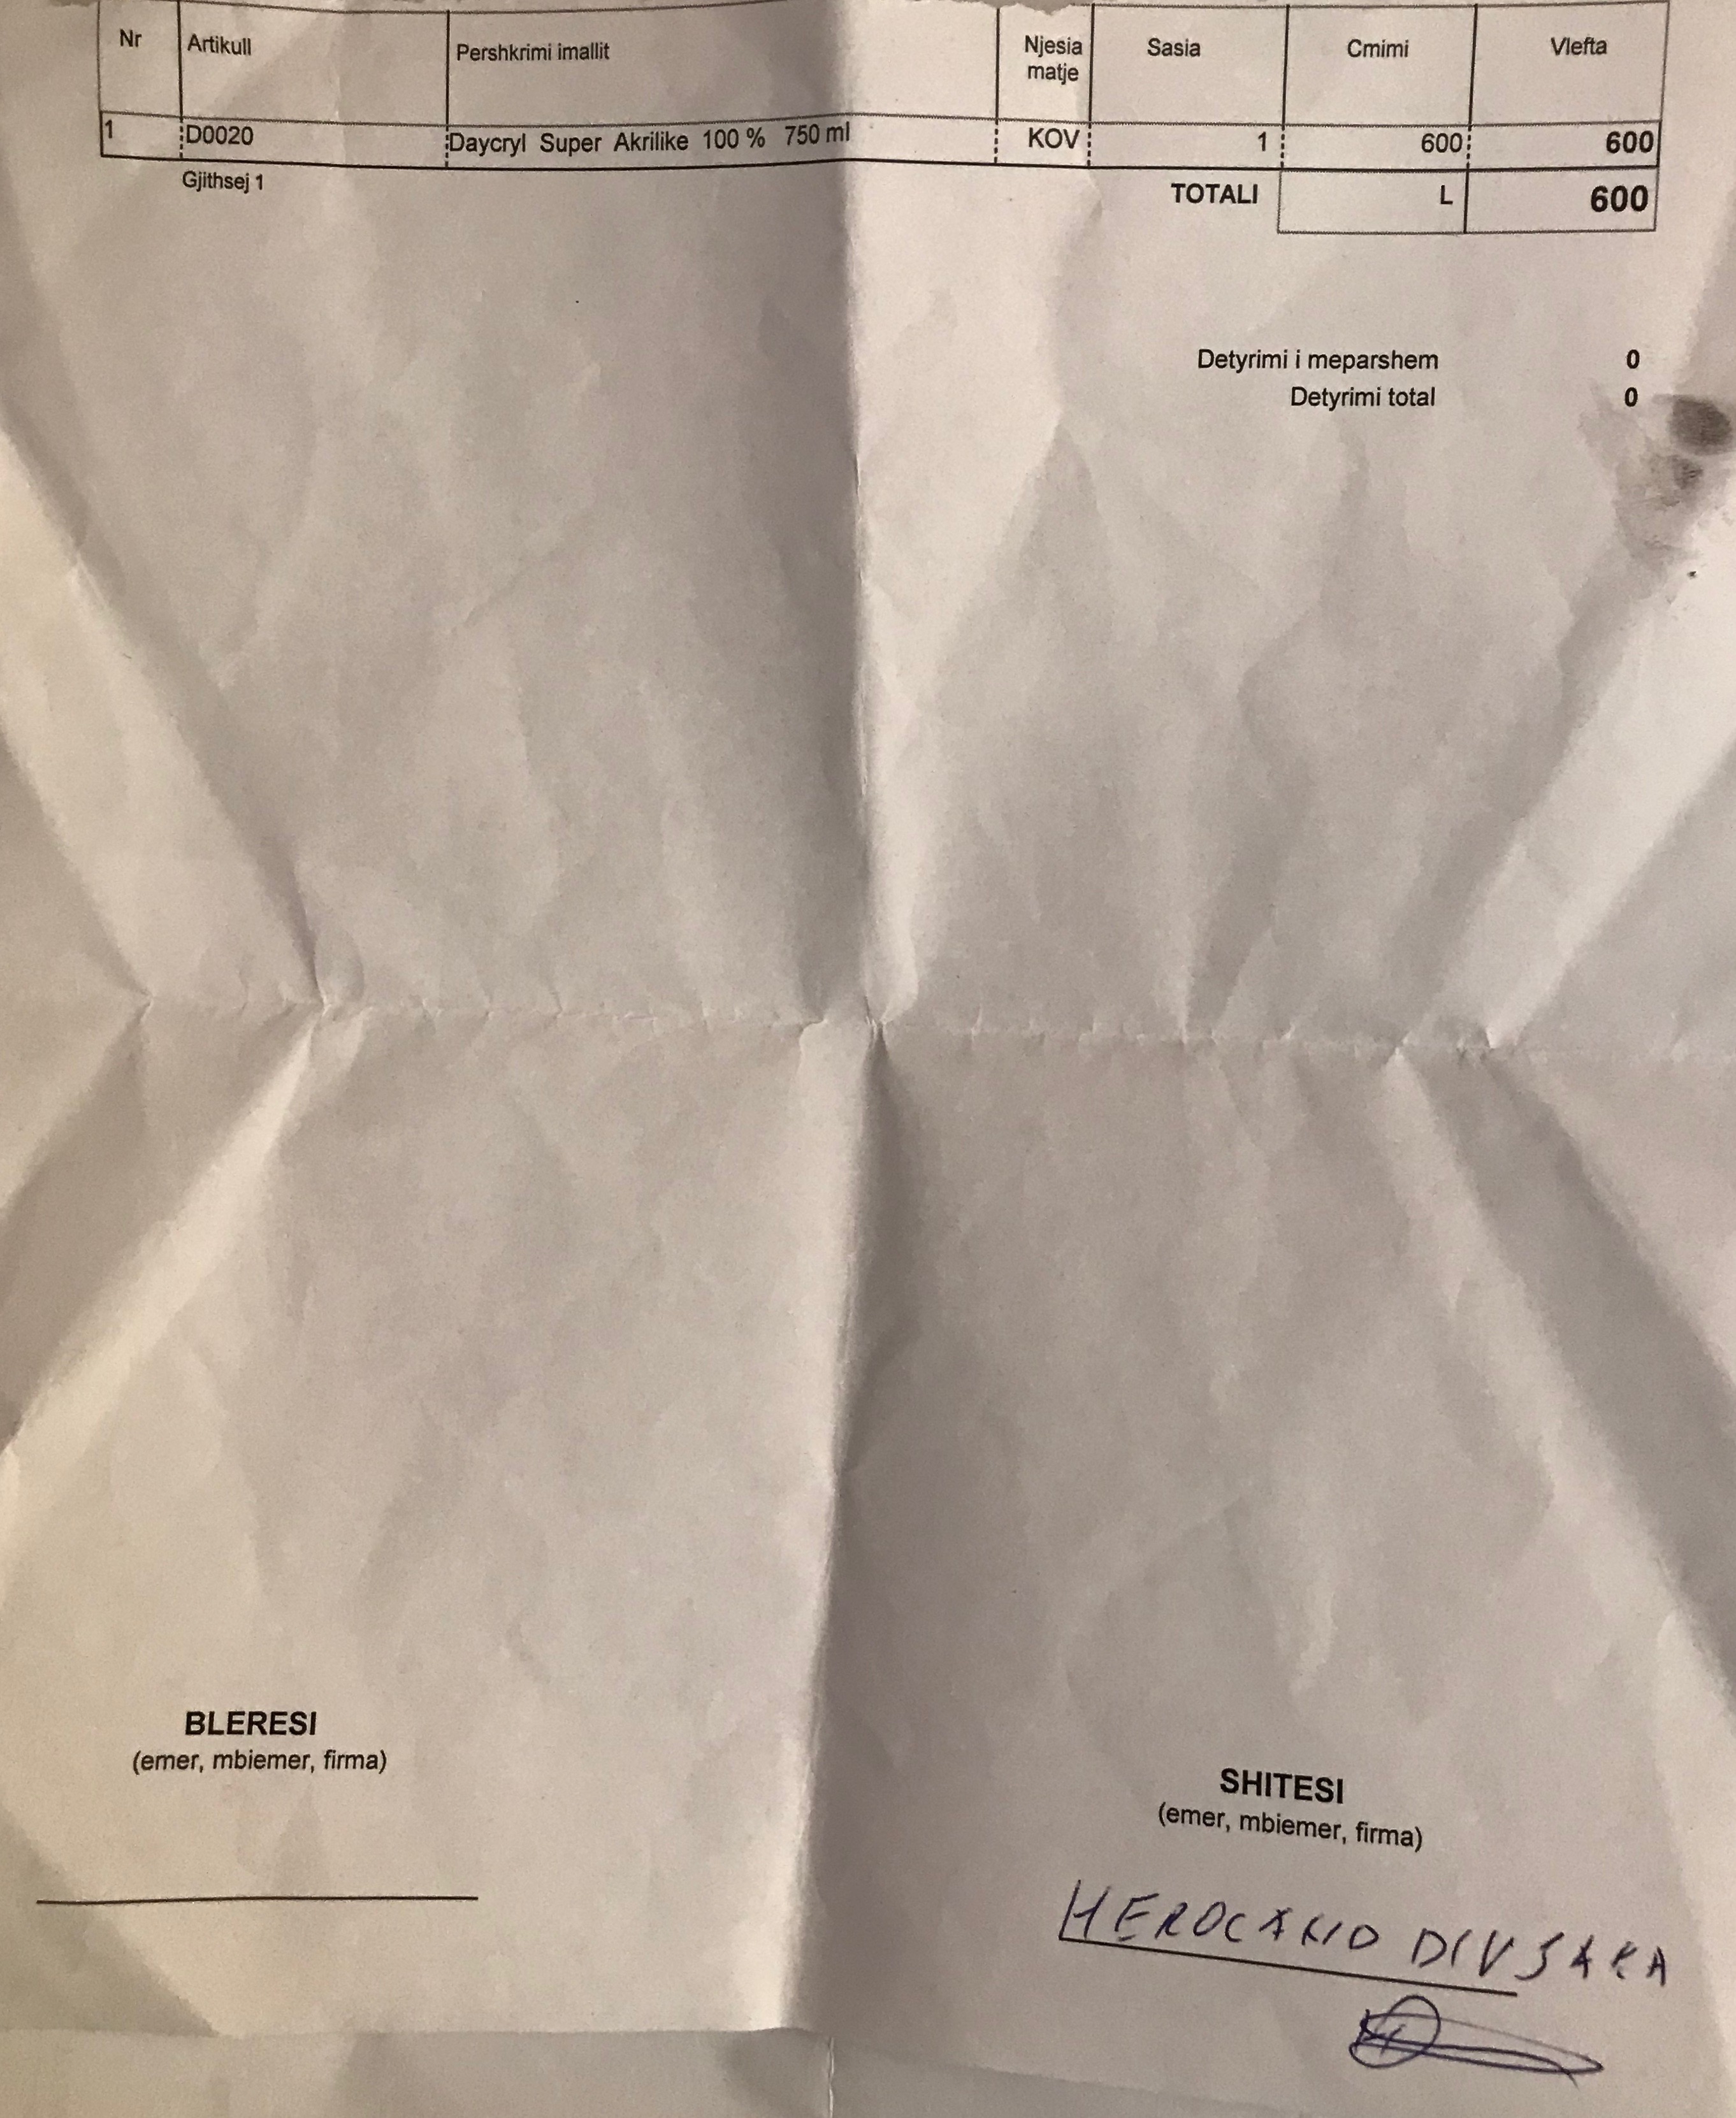 Nr Artikull Pershkrimi imallit Njesia matje Sasia Cmimi Vlefta
1 D0020 Daycryl Super Akrilike 100 % 750 ml KOV 1 600 600
Gjithsej 1 TOTALI L 600
Detyrimi i meparshem 0
Detyrimi total 0
BLERESI
(emer, mbiemer, firma)
SHITESI
(emer, mbiemer, firma)